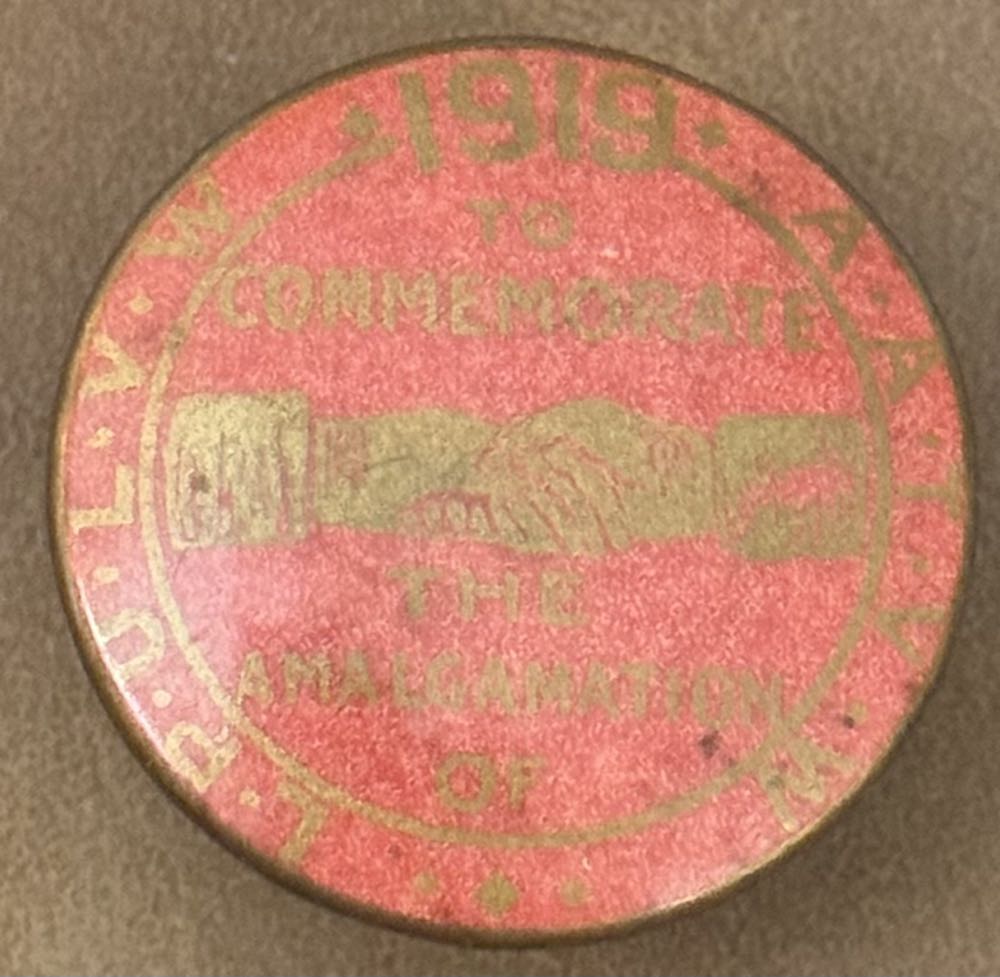 1919
TO
COMMEMORATE
THE
AMALGAMATION
OF
L·P·U·L·V·W
A·A·T·V·W